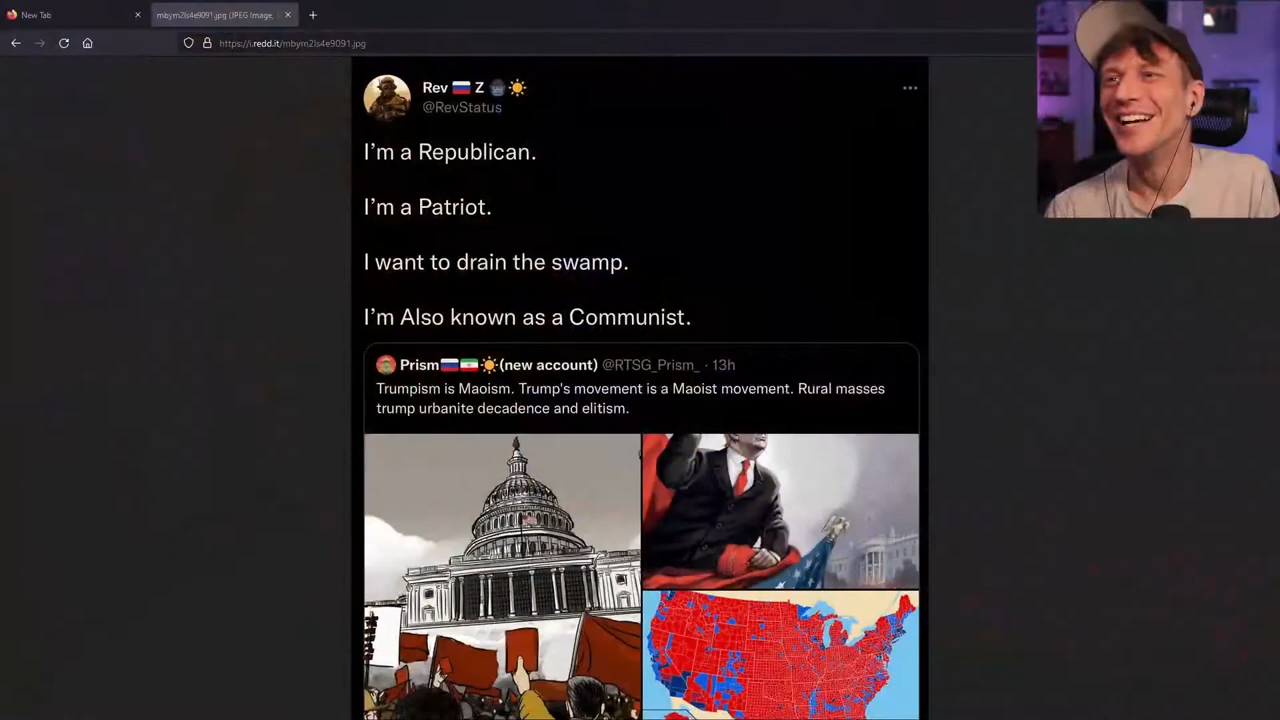 New Tab
mbym2ls4e9091.jpg (JPEG Image,
https://i.redd.it/mbym2ls4e9091.jpg
Rev Z
@RevStatus
I’m a Republican.
I’m a Patriot.
I want to drain the swamp.
I’m Also known as a Communist.
Prism (new account) @RTSG_Prism_ · 13h
Trumpism is Maoism. Trump's movement is a Maoist movement. Rural masses
trump urbanite decadence and elitism.